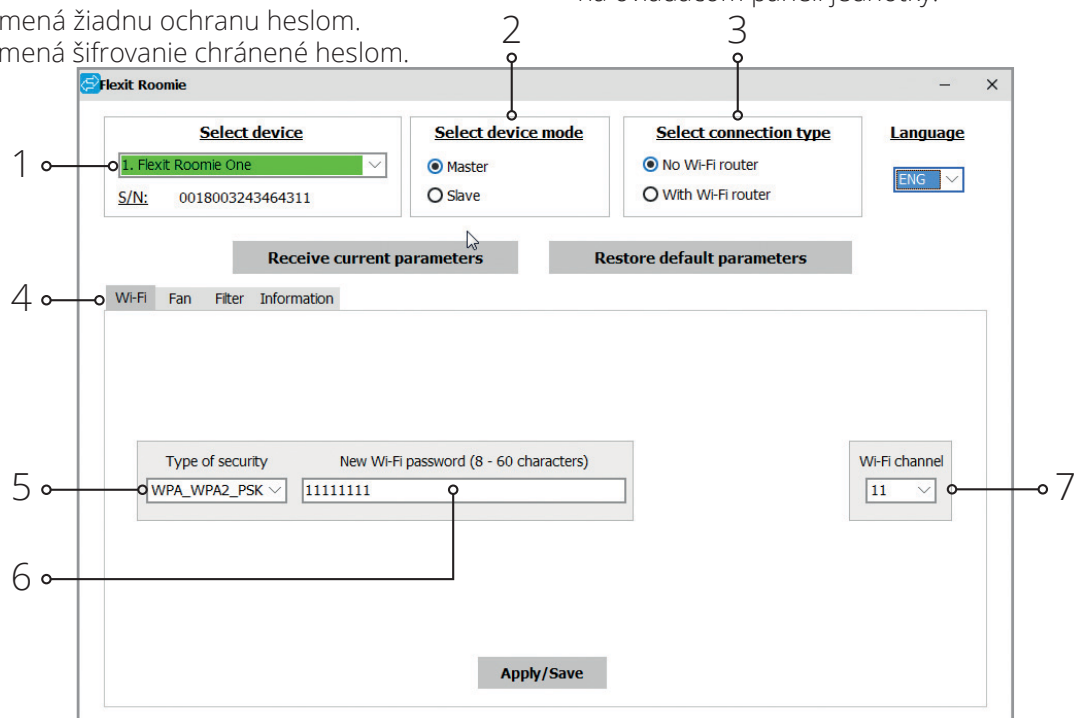 mená žiadnu ochranu heslom.
mená šifrovanie chránené heslom.
2
3
Flexit Roomie
Select device
Select device mode
Select connection type
Language
1
1. Flexit Roomie One
Master
No Wi-Fi router
ENG
S/N: 0018003243464311
Slave
With Wi-Fi router
Receive current parameters
Restore default parameters
4
Wi-Fi Fan Filter Information
Type of security
New Wi-Fi password (8 - 60 characters)
Wi-Fi channel
5
WPA_WPA2_PSK
11111111
11
7
6
Apply/Save